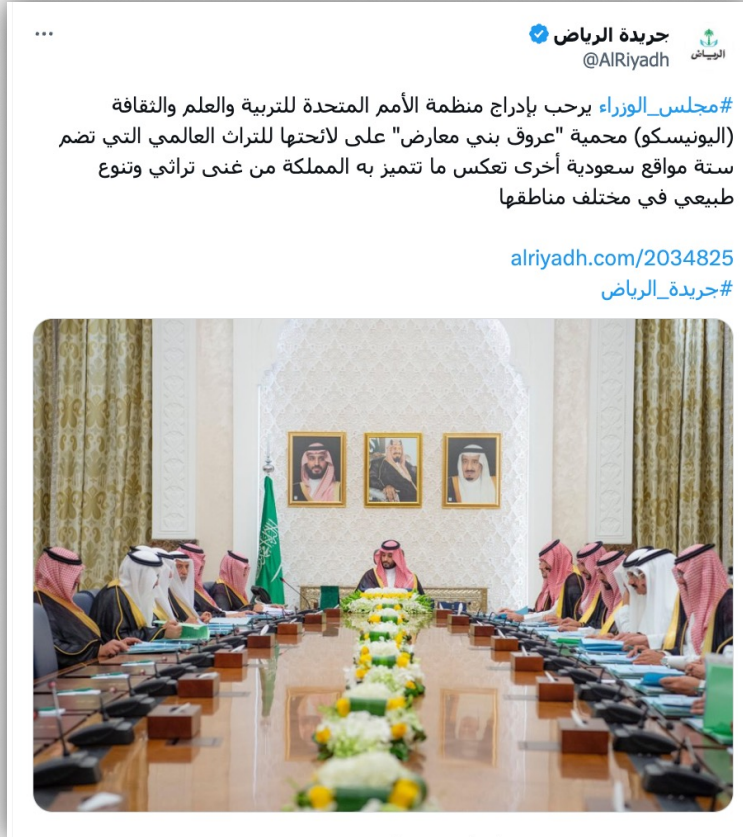 جريدة الرياض
@AlRiyadh
الرياض
#مجلس_الوزراء يرحب بإدراج منظمة الأمم المتحدة للتربية والعلم والثقافة
(اليونيسكو) محمية "عروق بني معارض" على لائحتها للتراث العالمي التي تضم
ستة مواقع سعودية أخرى تعكس ما تتميز به المملكة من غنى تراثي وتنوع
طبيعي في مختلف مناطقها
alriyadh.com/2034825
#جريدة_الرياض